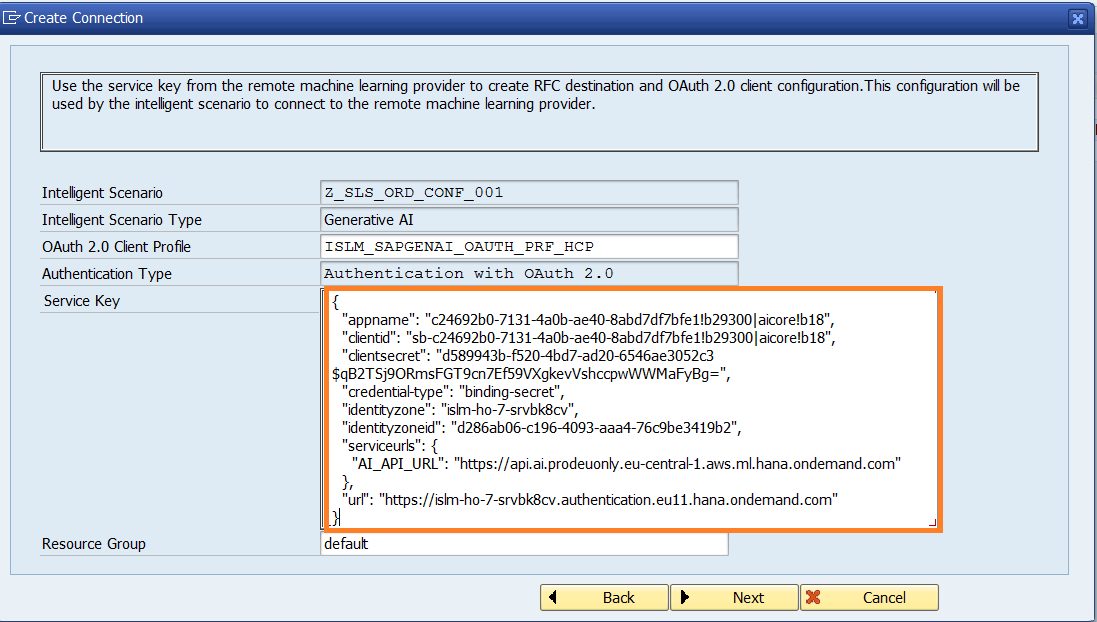 Create Connection
Use the service key from the remote machine learning provider to create RFC destination and OAuth 2.0 client configuration.This configuration will be
used by the intelligent scenario to connect to the remote machine learning provider.
Intelligent Scenario Z_SLS_ORD_CONF_001
Intelligent Scenario Type Generative AI
OAuth 2.0 Client Profile ISLM_SAPGENAI_OAUTH_PRF_HCP
Authentication Type Authentication with OAuth 2.0
Service Key
{
"appname": "c24692b0-7131-4a0b-ae40-8abd7df7bfe1!b29300|aicore!b18",
"clientid": "sb-c24692b0-7131-4a0b-ae40-8abd7df7bfe1!b29300|aicore!b18",
"clientsecret": "d589943b-f520-4bd7-ad20-6546ae3052c3
$qB2TSj9ORmsFGT9cn7Ef59VXgkevVshccpwWWMaFyBg=",
"credential-type": "binding-secret",
"identityzone": "islm-ho-7-srvbk8cv",
"identityzoneid": "d286ab06-c196-4093-aaa4-76c9be3419b2",
"serviceurls": {
"AI_API_URL": "https://api.ai.prodeuonly.eu-central-1.aws.ml.hana.ondemand.com"
},
"url": "https://islm-ho-7-srvbk8cv.authentication.eu11.hana.ondemand.com"
}
Resource Group default
Back Next Cancel